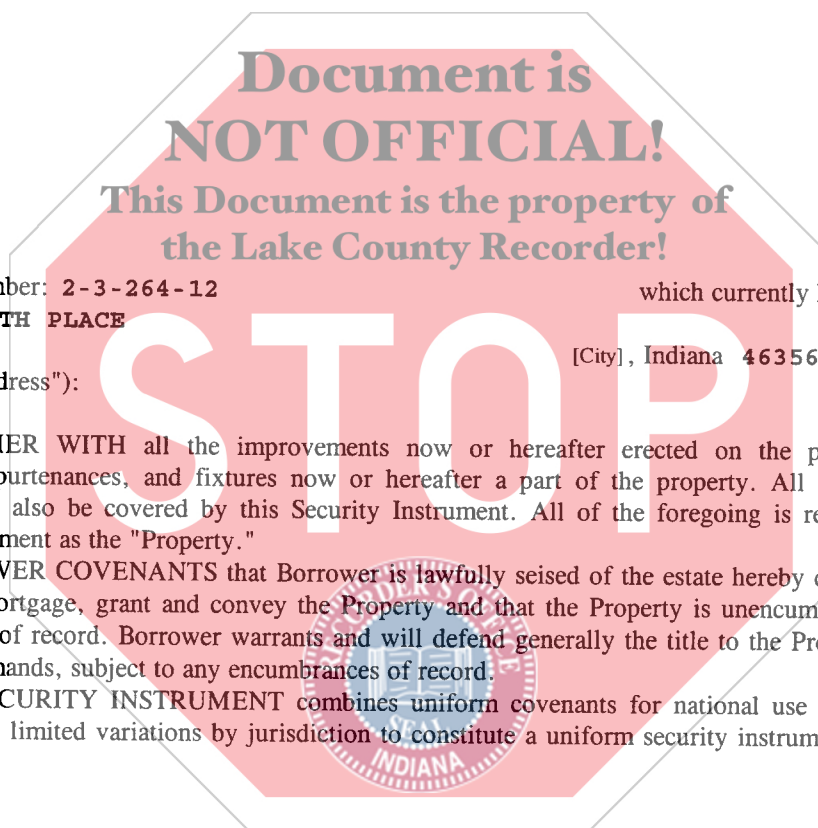 Document is
NOT OFFICIAL!
This Document is the property of
the Lake County Recorder!
nber: 2-3-264-12 which currently
TH PLACE
[City], Indiana 46356
dress"):
STOP
IER WITH all the improvements now or hereafter erected on the p
purtenances, and fixtures now or hereafter a part of the property. All
also be covered by this Security Instrument. All of the foregoing is re
ment as the "Property."
VER COVENANTS that Borrower is lawfully seised of the estate hereby c
ortgage, grant and convey the Property and that the Property is unencum
of record. Borrower warrants and will defend generally the title to the Pro
nands, subject to any encumbrances of record.
CURITY INSTRUMENT combines uniform covenants for national use
limited variations by jurisdiction to constitute a uniform security instrum
RECORDER'S OFFICE
SEAL
INDIANA